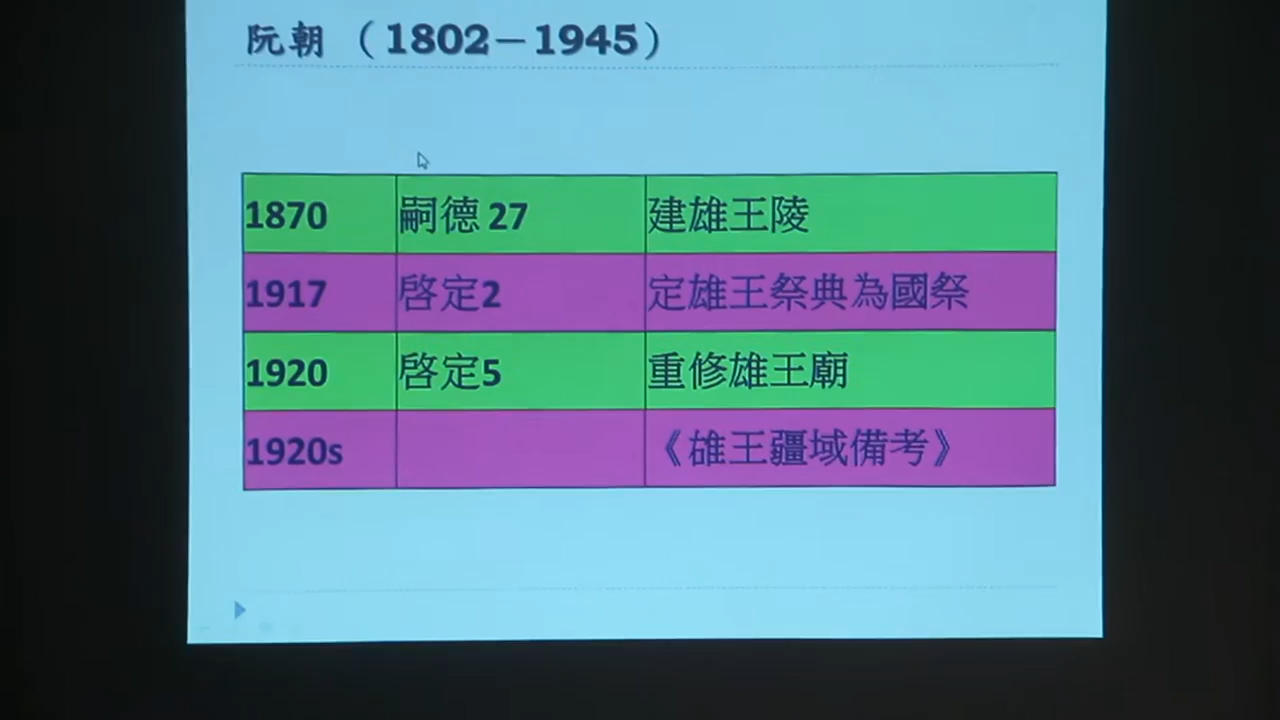 阮朝（1802－1945）
1870 嗣德 27 建雄王陵
1917 啓定2 定雄王祭典為國祭
1920 啓定5 重修雄王廟
1920s 《雄王疆域備考》